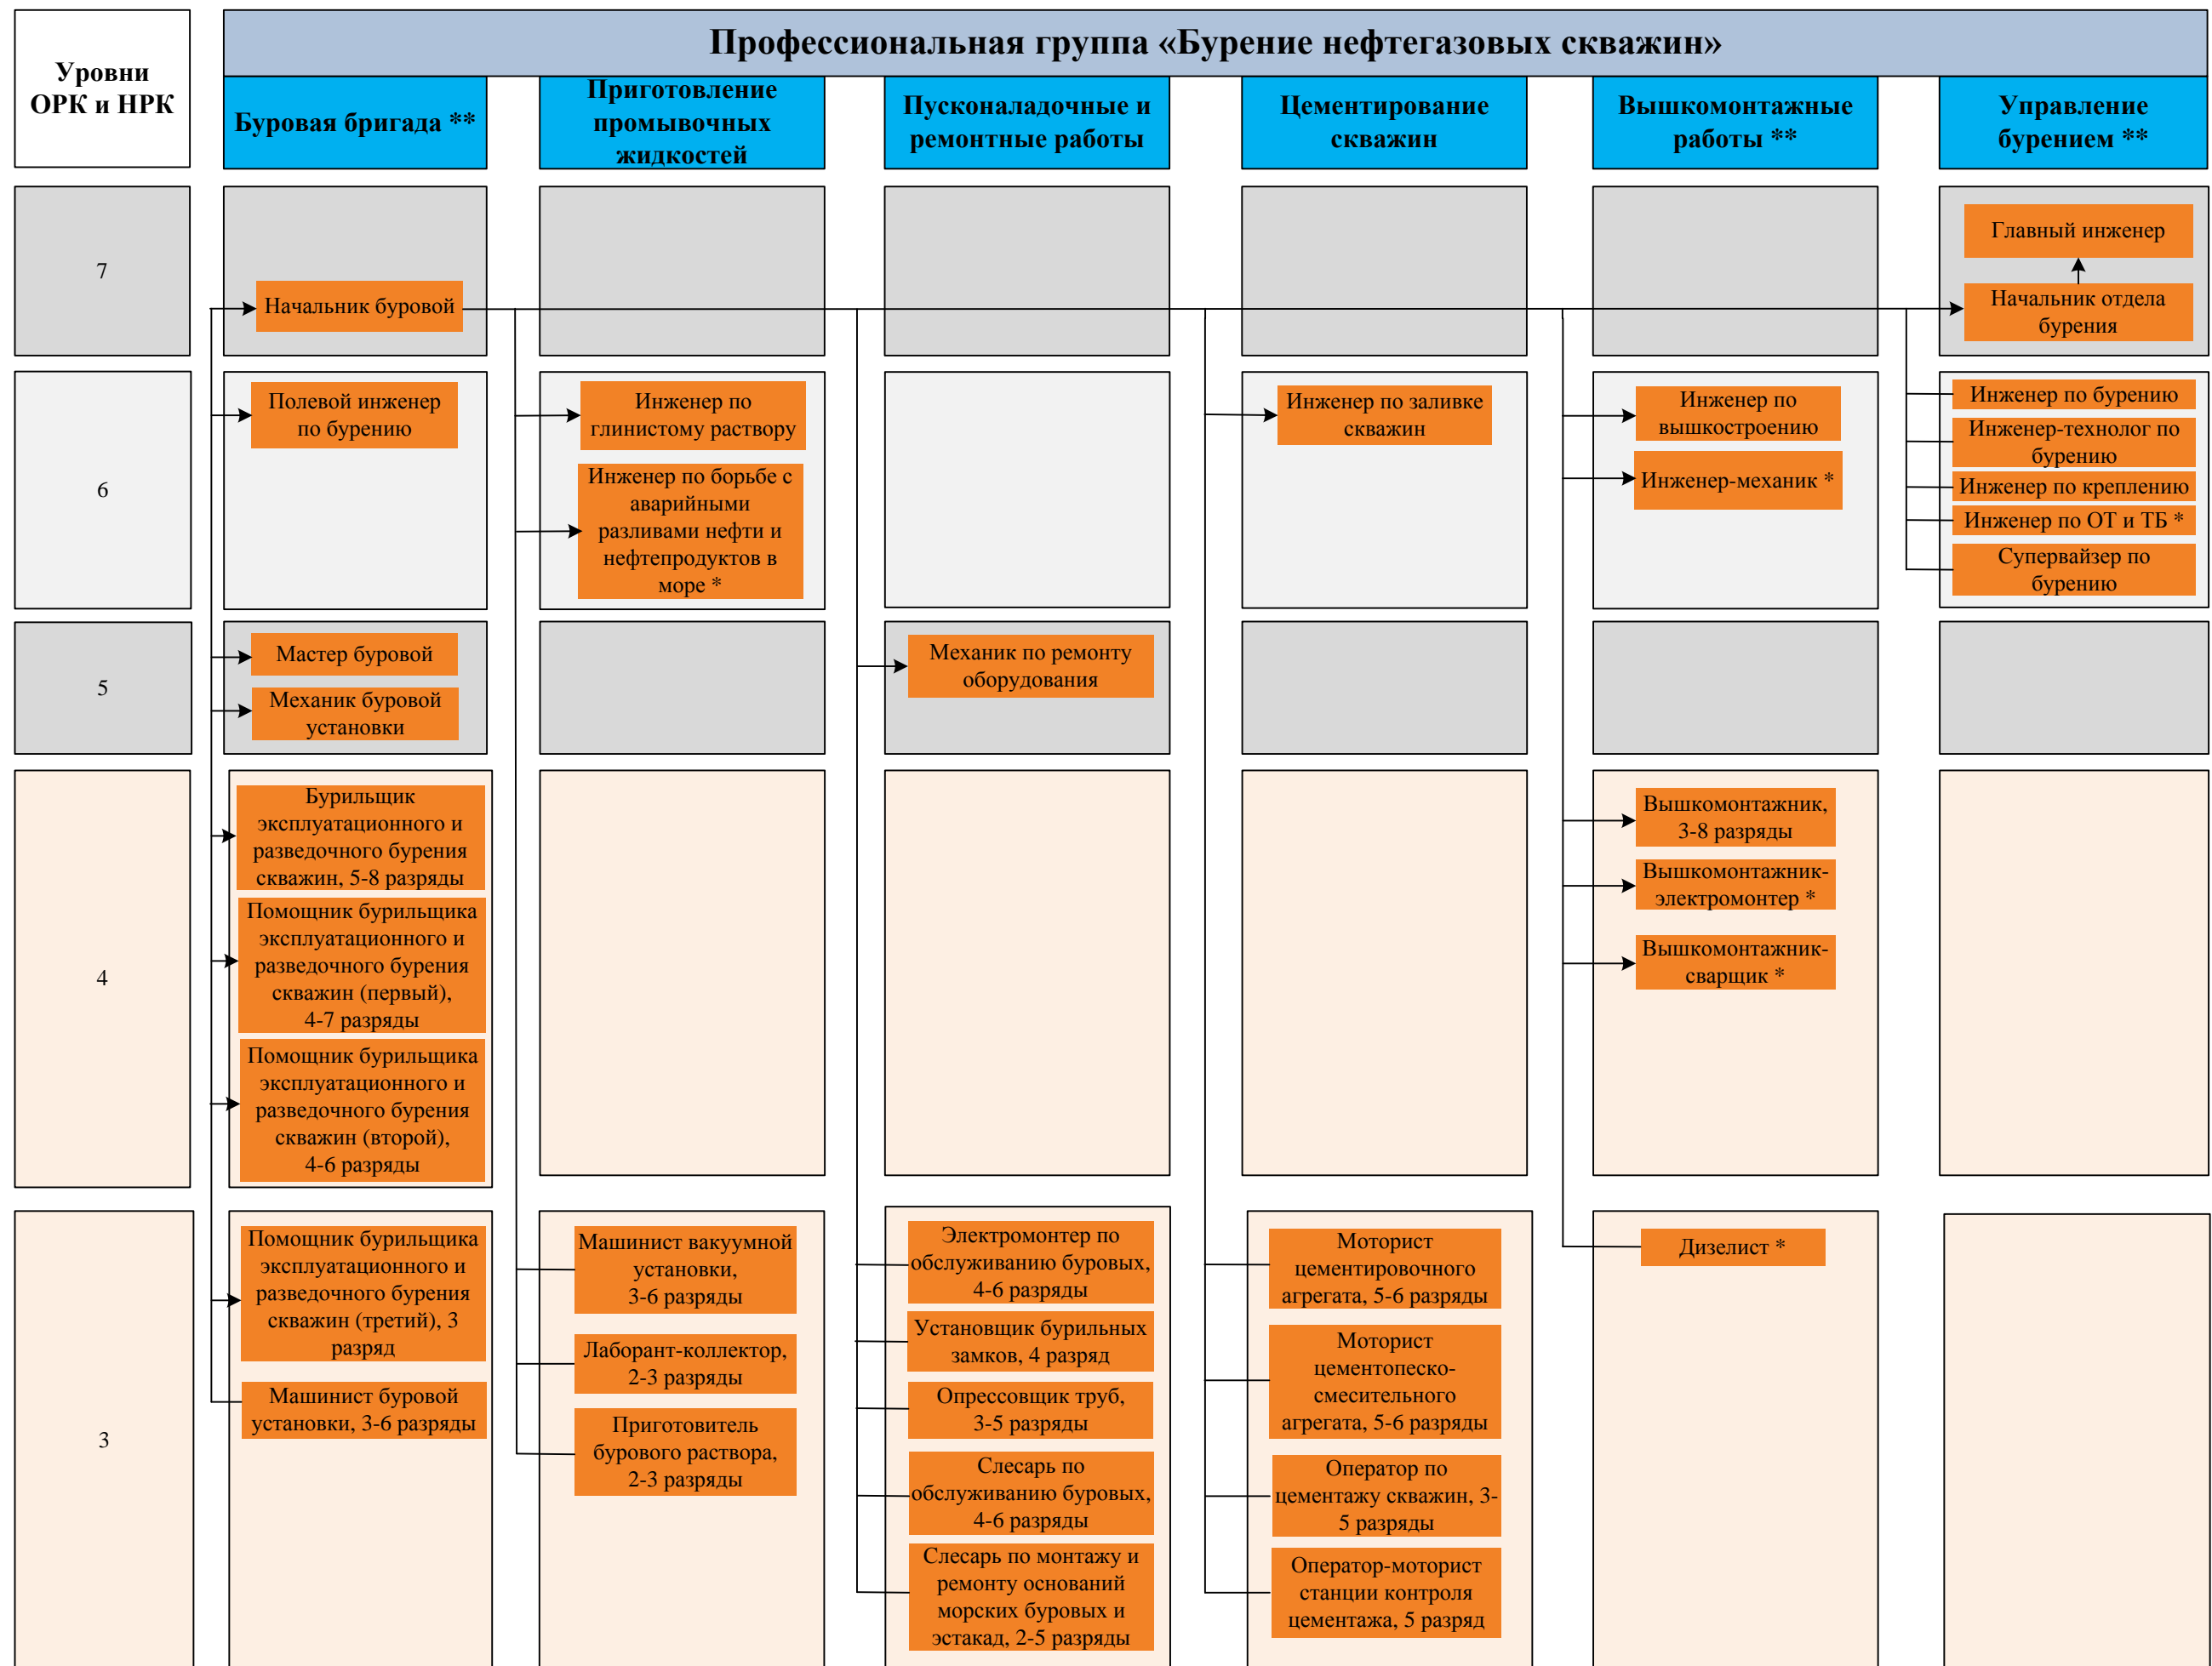 Уровни
ОРК и НРК
Профессиональная группа «Бурение нефтегазовых скважин»
Буровая бригада **
Приготовление
промывочных
жидкостей
Пусконаладочные и
ремонтные работы
Цементирование
скважин
Вышкомонтажные
работы **
Управление
бурением **
7
Начальник буровой
Главный инженер
Начальник отдела
бурения
6
Полевой инженер
по бурению
Инженер по
глинистому раствору
Инженер по борьбе с
аварийными
разливами нефти и
нефтепродуктов в
море *
Инженер по заливке
скважин
Инженер по
вышкостроению
Инженер-механик *
Инженер по бурению
Инженер-технолог по
бурению
Инженер по креплению
Инженер по ОТ и ТБ *
Супервайзер по
бурению
5
Мастер буровой
Механик буровой
установки
Механик по ремонту
оборудования
4
Бурильщик
эксплуатационного и
разведочного бурения
скважин, 5-8 разряды
Помощник бурильщика
эксплуатационного и
разведочного бурения
скважин (первый),
4-7 разряды
Помощник бурильщика
эксплуатационного и
разведочного бурения
скважин (второй),
4-6 разряды
Вышкомонтажник,
3-8 разряды
Вышкомонтажник-
электромонтер *
Вышкомонтажник-
сварщик *
3
Помощник бурильщика
эксплуатационного и
разведочного бурения
скважин (третий), 3
разряд
Машинист буровой
установки, 3-6 разряды
Машинист вакуумной
установки,
3-6 разряды
Лаборант-коллектор,
2-3 разряды
Приготовитель
бурового раствора,
2-3 разряды
Электромонтер по
обслуживанию буровых,
4-6 разряды
Установщик бурильных
замков, 4 разряд
Опрессовщик труб,
3-5 разряды
Слесарь по
обслуживанию буровых,
4-6 разряды
Слесарь по монтажу и
ремонту оснований
морских буровых и
эстакад, 2-5 разряды
Моторист
цементировочного
агрегата, 5-6 разряды
Моторист
цементопеско-
смесительного
агрегата, 5-6 разряды
Оператор по
цементажу скважин, 3-
5 разряды
Оператор-моторист
станции контроля
цементажа, 5 разряд
Дизелист *